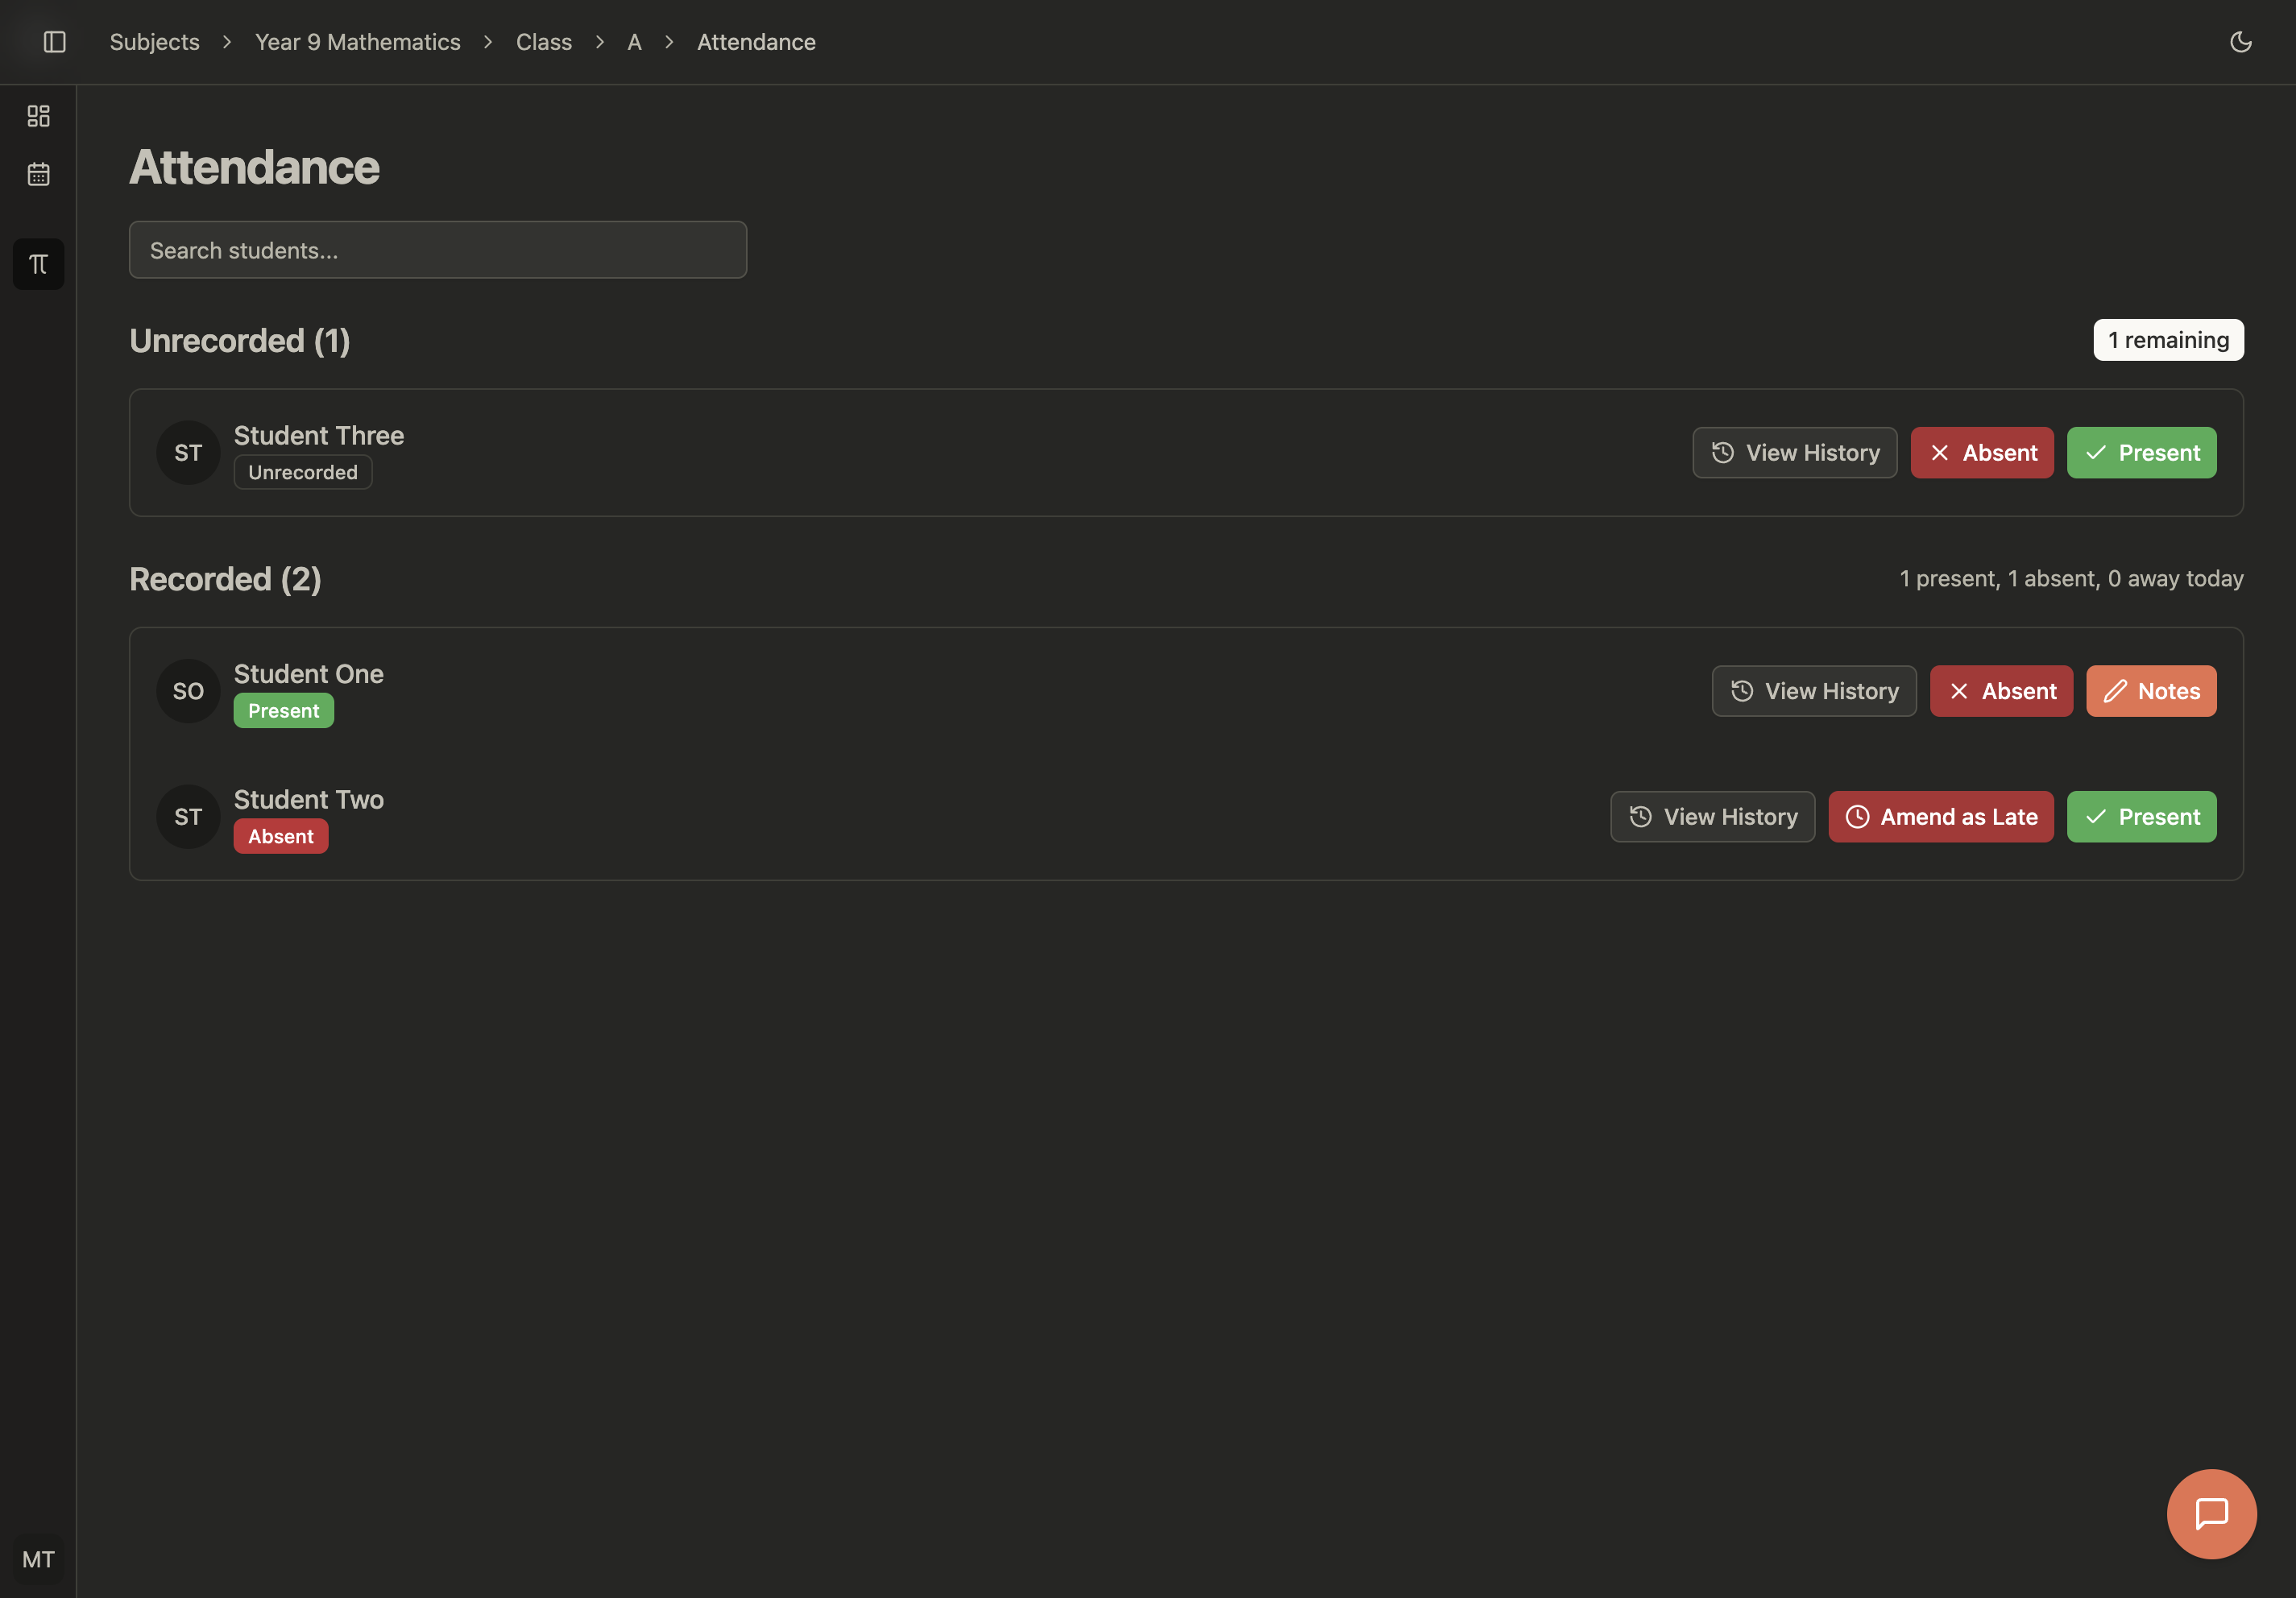 Subjects > Year 9 Mathematics > Class > A > Attendance
π
Attendance
Search students...
Unrecorded (1)
1 remaining
ST
Student Three
Unrecorded
View History
Absent
Present
Recorded (2)
1 present, 1 absent, 0 away today
SO
Student One
Present
View History
Absent
Notes
ST
Student Two
Absent
View History
Amend as Late
Present
MT